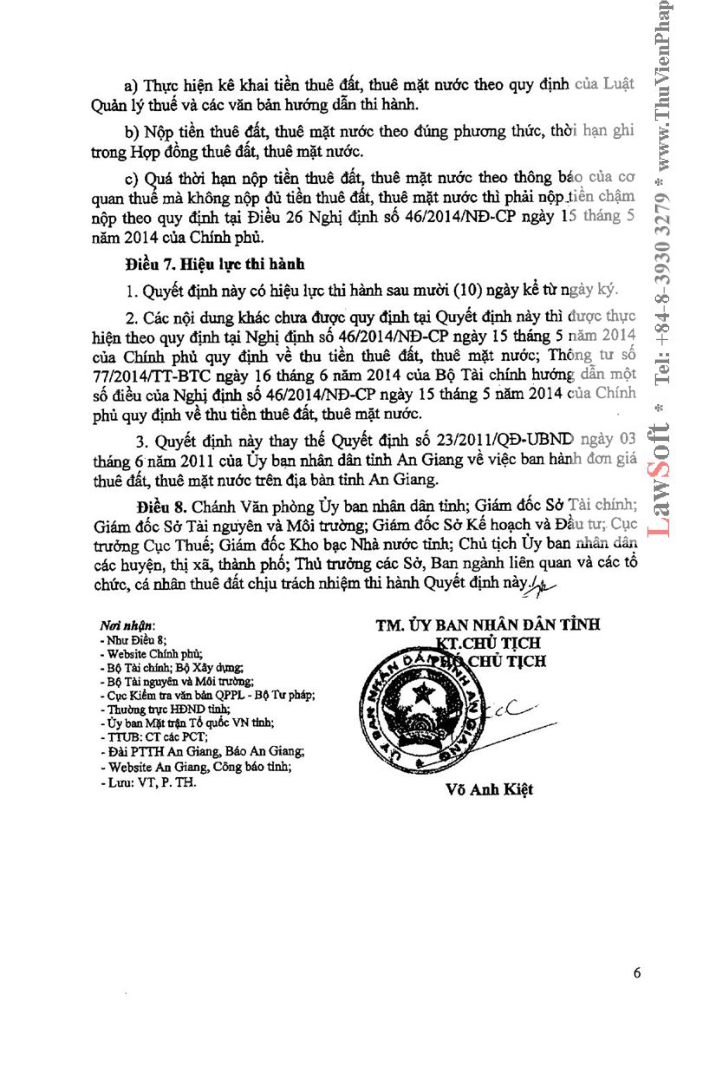 a) Thực hiện kê khai tiền thuê đất, thuê mặt nước theo quy định của Luật
Quản lý thuế và các văn bản hướng dẫn thi hành.
b) Nộp tiền thuê đất, thuê mặt nước theo đúng phương thức, thời hạn ghi
trong Hợp đồng thuê đất, thuê mặt nước.
c) Quá thời hạn nộp tiền thuê đất, thuê mặt nước theo thông báo của cơ
quan thuế mà không nộp đủ tiền thuê đất, thuê mặt nước thì phải nộp tiền chậm
nộp theo quy định tại Điều 26 Nghị định số 46/2014/NĐ-CP ngày 15 tháng 5
năm 2014 của Chính phủ.
Điều 7. Hiệu lực thi hành
1. Quyết định này có hiệu lực thi hành sau mười (10) ngày kể từ ngày ký.
2. Các nội dung khác chưa được quy định tại Quyết định này thì được thực
hiện theo quy định tại Nghị định số 46/2014/NĐ-CP ngày 15 tháng 5 năm 2014
của Chính phủ quy định về thu tiền thuê đất, thuê mặt nước; Thông tư số
77/2014/TT-BTC ngày 16 tháng 6 năm 2014 của Bộ Tài chính hướng dẫn một
số điều của Nghị định số 46/2014/NĐ-CP ngày 15 tháng 5 năm 2014 của Chính
phủ quy định về thu tiền thuê đất, thuê mặt nước.
3. Quyết định này thay thế Quyết định số 23/2011/QĐ-UBND ngày 03
tháng 6 năm 2011 của Ủy ban nhân dân tỉnh An Giang về việc ban hành đơn giá
thuê đất, thuê mặt nước trên địa bàn tỉnh An Giang.
Điều 8. Chánh Văn phòng Ủy ban nhân dân tỉnh; Giám đốc Sở Tài chính;
Giám đốc Sở Tài nguyên và Môi trường; Giám đốc Sở Kế hoạch và Đầu tư; Cục
trưởng Cục Thuế; Giám đốc Kho bạc Nhà nước tỉnh; Chủ tịch Ủy ban nhân dân
các huyện, thị xã, thành phố; Thủ trưởng các Sở, Ban ngành liên quan và các tổ
chức, cá nhân thuê đất chịu trách nhiệm thi hành Quyết định này./.
Nơi nhận:
- Như Điều 8;
- Website Chính phủ;
- Bộ Tài chính; Bộ Xây dựng;
- Bộ Tài nguyên và Môi trường;
- Cục Kiểm tra văn bản QPPL - Bộ Tư pháp;
- Thường trực HĐND tỉnh;
- Ủy ban Mặt trận Tổ quốc VN tỉnh;
- TTUB: CT các PCT;
- Đài PTTH An Giang, Báo An Giang;
- Website An Giang, Công báo tỉnh;
- Lưu: VT, P. TH.
TM. ỦY BAN NHÂN DÂN TỈNH
KT.CHỦ TỊCH
PHÓ CHỦ TỊCH
ỦY BAN NHÂN DÂN TỈNH AN GIANG
Võ Anh Kiệt
6
LawSoft * Tel: +84-8-3930 3279 * www.ThuVienPhap